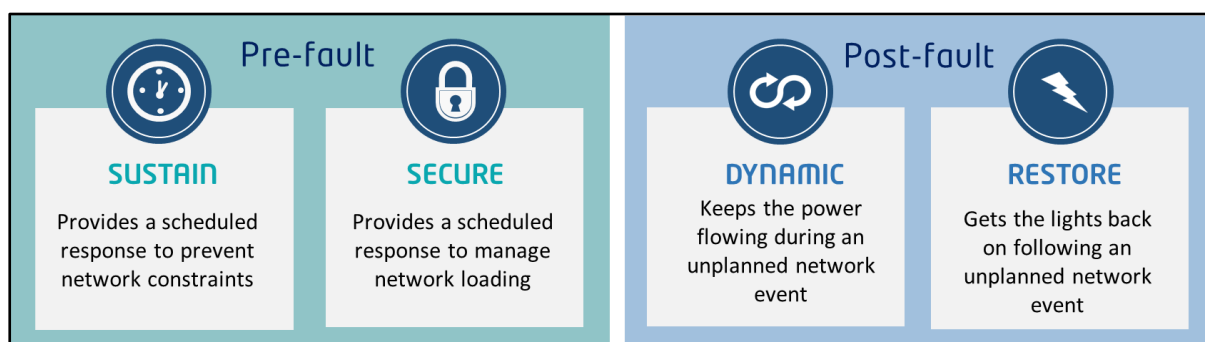 Pre-fault
SUSTAIN
Provides a scheduled
response to prevent
network constraints
SECURE
Provides a scheduled
response to manage
network loading
Post-fault
DYNAMIC
Keeps the power
flowing during an
unplanned network
event
RESTORE
Gets the lights back
on following an
unplanned network
event